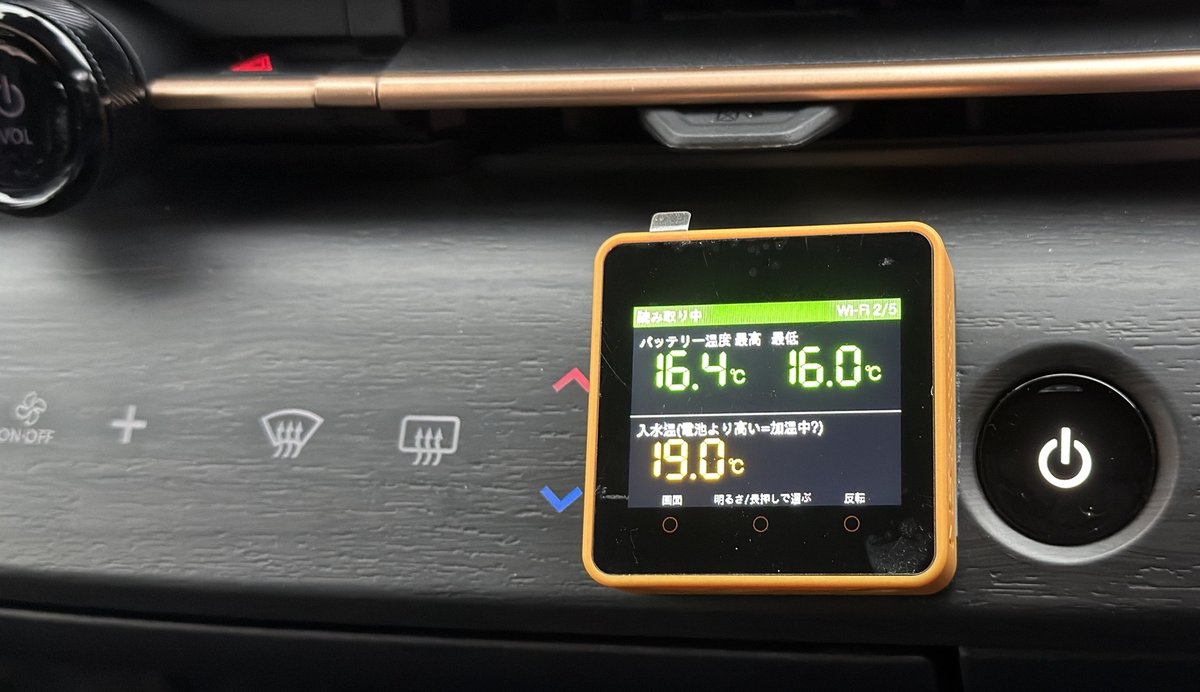 VOL
読み取り中 Wi-Fi 2/5
バッテリー温度 最高 最低
16.4℃ 16.0℃
入水温(電池より高い=加温中?)
19.0℃
画面 明るさ/長押しで選ぶ 反転
ON·OFF